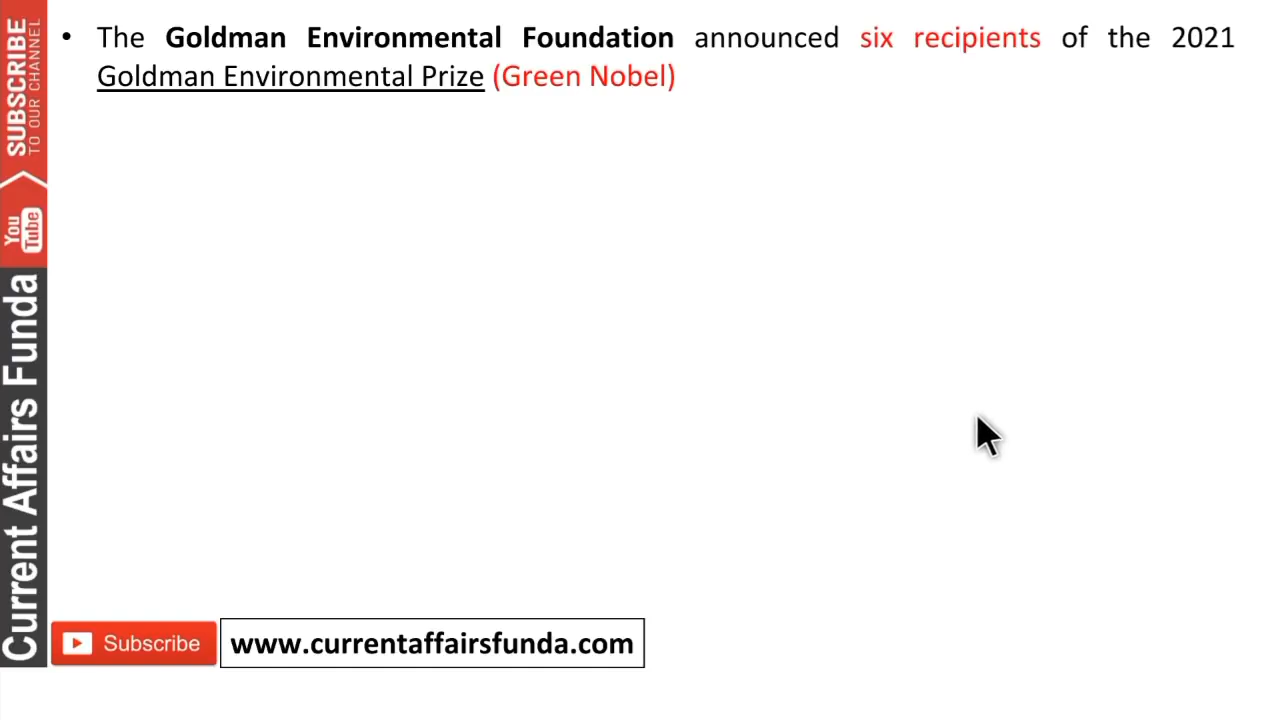 • The Goldman Environmental Foundation announced six recipients of the 2021
Goldman Environmental Prize (Green Nobel)
SUBSCRIBE
TO OUR CHANNEL
You
Tube
Current Affairs Funda
Subscribe
www.currentaffairsfunda.com